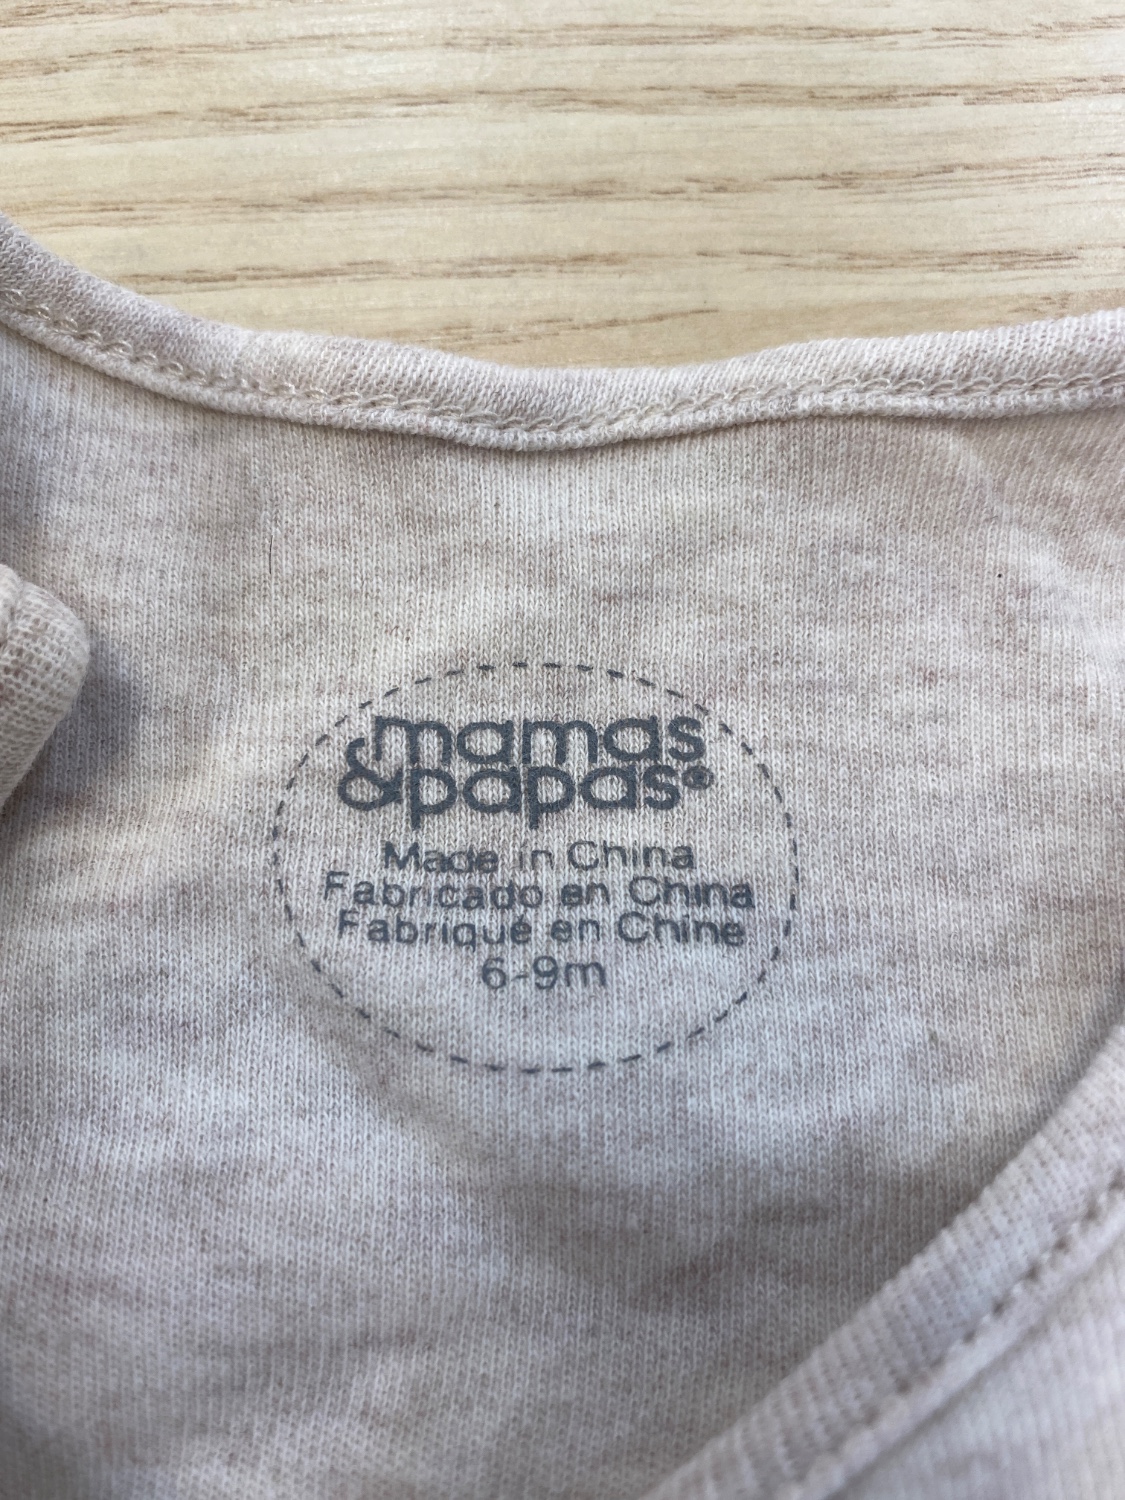 mamas
&papas®
Made in China
Fabricado en China
Fabriqué en Chine
6-9m